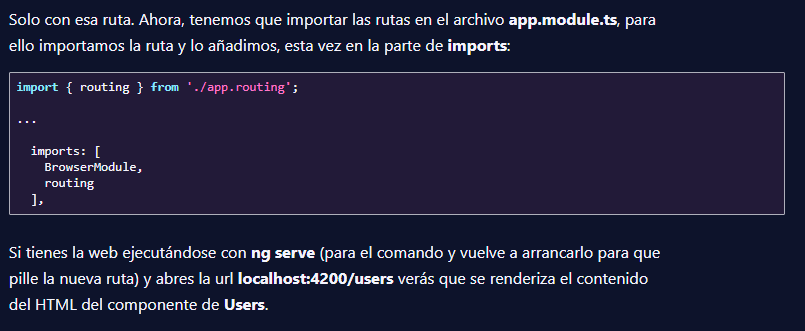 Solo con esa ruta. Ahora, tenemos que importar las rutas en el archivo app.module.ts, para
ello importamos la ruta y lo añadimos, esta vez en la parte de imports:
import { routing } from './app.routing';
...
imports: [
BrowserModule,
routing
],
Si tienes la web ejecutándose con ng serve (para el comando y vuelve a arrancarlo para que
pille la nueva ruta) y abres la url localhost:4200/users verás que se renderiza el contenido
del HTML del componente de Users.